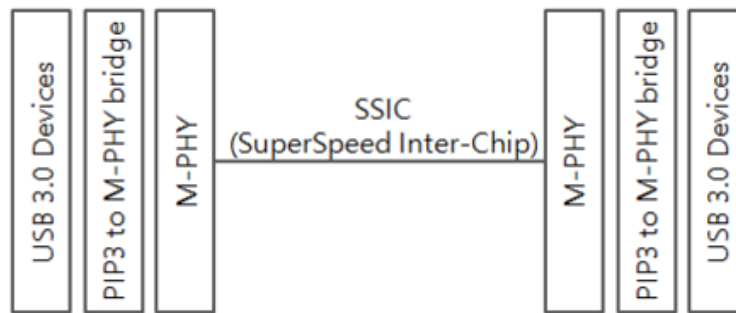 USB 3.0 Devices
PIP3 to M-PHY bridge
M-PHY
SSIC
(SuperSpeed Inter-Chip)
M-PHY
PIP3 to M-PHY bridge
USB 3.0 Devices